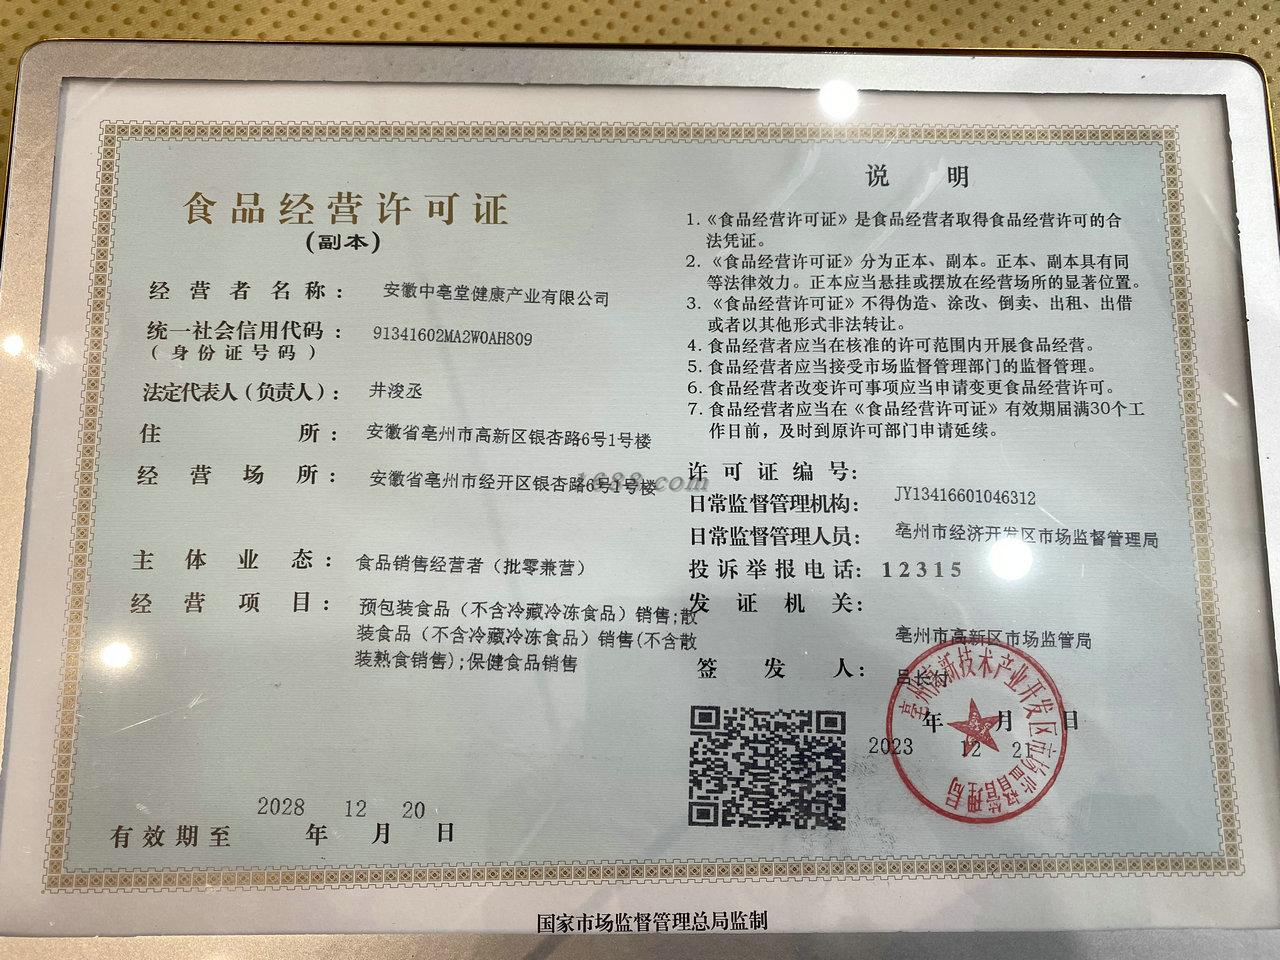 食品经营许可证
(副本)
经营者名称： 安徽中亳堂健康产业有限公司
统一社会信用代码： 91341602MA2W0AH809
（身份证号码）
法定代表人（负责人）： 井浚丞
住所： 安徽省亳州市高新区银杏路6号1号楼
经营场所： 安徽省亳州市经开区银杏路6号1号楼
主体业态： 食品销售经营者（批零兼营）
经营项目： 预包装食品（不含冷藏冷冻食品）销售;散
装食品（不含冷藏冷冻食品）销售(不含散
装熟食销售);保健食品销售
2028 12 20
有效期至 年 月 日
说 明
1.《食品经营许可证》是食品经营者取得食品经营许可的合
法凭证。
2.《食品经营许可证》分为正本、副本。正本、副本具有同
等法律效力。正本应当悬挂或摆放在经营场所的显著位置。
3.《食品经营许可证》不得伪造、涂改、倒卖、出租、出借
或者以其他形式非法转让。
4.食品经营者应当在核准的许可范围内开展食品经营。
5.食品经营者应当接受市场监督管理部门的监督管理。
6.食品经营者改变许可事项应当申请变更食品经营许可。
7.食品经营者应当在《食品经营许可证》有效期届满30个工
作日前，及时到原许可部门申请延续。
许可证编号: JY13416601046312
日常监督管理机构: 亳州市经济开发区市场监督管理局
日常监督管理人员:
投诉举报电话: 12315
发证机关: 亳州市高新区市场监管局
签发人: 吕长付
年 月 日
2023 12 21
亳州高新技术产业开发区市场监督管理局
国家市场监督管理总局监制
1688.com